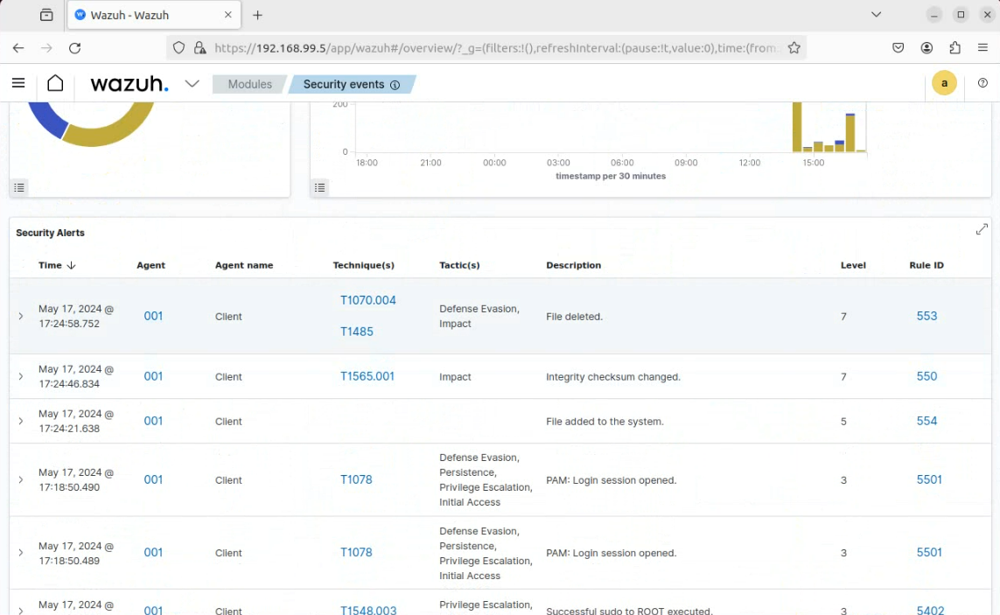 Wazuh - Wazuh
https://192.168.99.5/app/wazuh#/overview/?_g=(filters:!(),refreshInterval:(pause:!t,value:0),time:(from:
wazuh.
Modules
Security events
a
200
0
18:00 21:00 00:00 03:00 06:00 09:00 12:00 15:00
timestamp per 30 minutes
Security Alerts
Time Agent Agent name Technique(s) Tactic(s) Description Level Rule ID
May 17, 2024 @
17:24:58.752
001
Client
T1070.004
T1485
Defense Evasion,
Impact
File deleted.
7
553
May 17, 2024 @
17:24:46.834
001
Client
T1565.001
Impact
Integrity checksum changed.
7
550
May 17, 2024 @
17:24:21.638
001
Client
File added to the system.
5
554
May 17, 2024 @
17:18:50.490
001
Client
T1078
Defense Evasion,
Persistence,
Privilege Escalation,
Initial Access
PAM: Login session opened.
3
5501
May 17, 2024 @
17:18:50.489
001
Client
T1078
Defense Evasion,
Persistence,
Privilege Escalation,
Initial Access
PAM: Login session opened.
3
5501
May 17, 2024 @
001
Client
T1548.003
Privilege Escalation,
Successful sudo to ROOT executed.
3
5402